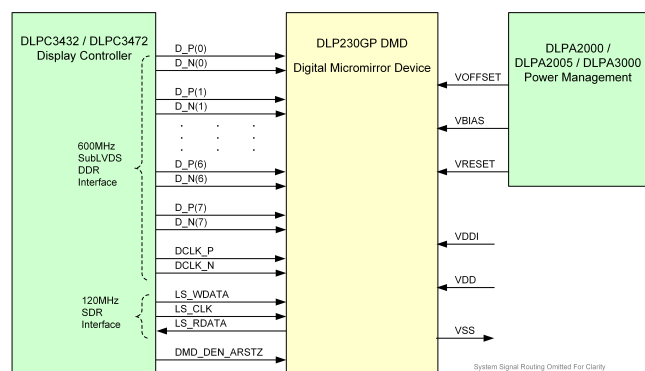 DLPC3432 / DLPC3472
Display Controller
D_P(0)
D_N(0)
D_P(1)
D_N(1)
600MHz
SubLVDS
DDR
Interface
D_P(6)
D_N(6)
D_P(7)
D_N(7)
DCLK_P
DCLK_N
120MHz
SDR
Interface
LS_WDATA
LS_CLK
LS_RDATA
DMD_DEN_ARSTZ
DLP230GP DMD
Digital Micromirror Device
VOFFSET
VBIAS
VRESET
VDDI
VDD
VSS
DLPA2000 /
DLPA2005 / DLPA3000
Power Management
System Signal Routing Omitted For Clarity